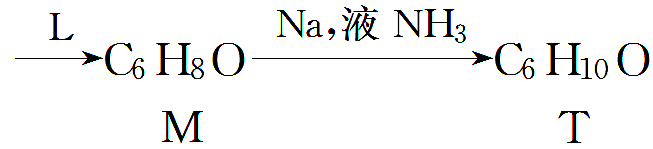 L Na,液 NH₃
C₆H₈O C₆H₁₀O
M T